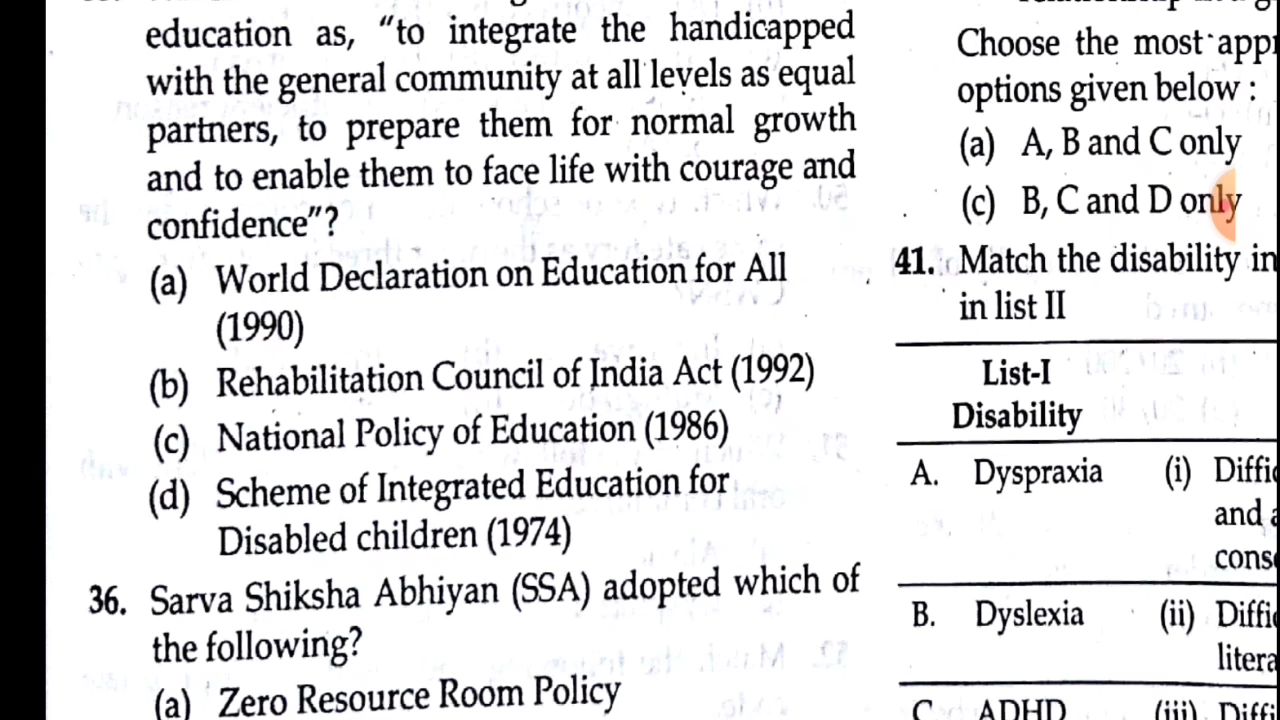 education as, “to integrate the handicapped
with the general community at all levels as equal
partners, to prepare them for normal growth
and to enable them to face life with courage and
confidence”?
(a) World Declaration on Education for All
(1990)
(b) Rehabilitation Council of India Act (1992)
(c) National Policy of Education (1986)
(d) Scheme of Integrated Education for
Disabled children (1974)
36. Sarva Shiksha Abhiyan (SSA) adopted which of
the following?
(a) Zero Resource Room Policy
Choose the most
options given below :
(a) A, B and C only
(c) B, C and D only
41. Match the disability in
in list II
List-I
Disability
A. Dyspraxia (i)
and
B. Dyslexia (ii)
C. ADHD (iii)